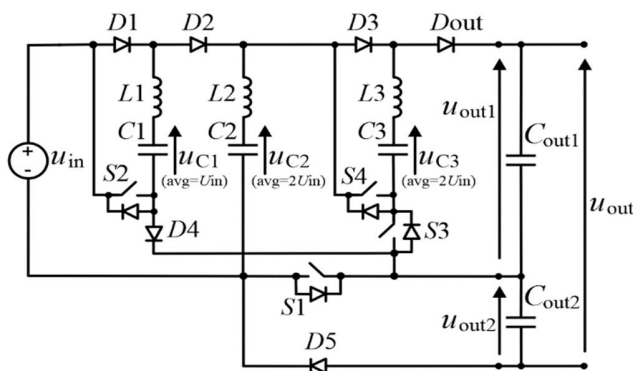 D1 D2 D3 Dout
L1 L2 L3
uout1 Cout1
C1 C2 C3
uin uC1 uC2 uC3
(avg=Uin) (avg=2Uin) (avg=2Uin)
S2 S4
uout
D4 S3
S1 Cout2
uout2
D5
+
-